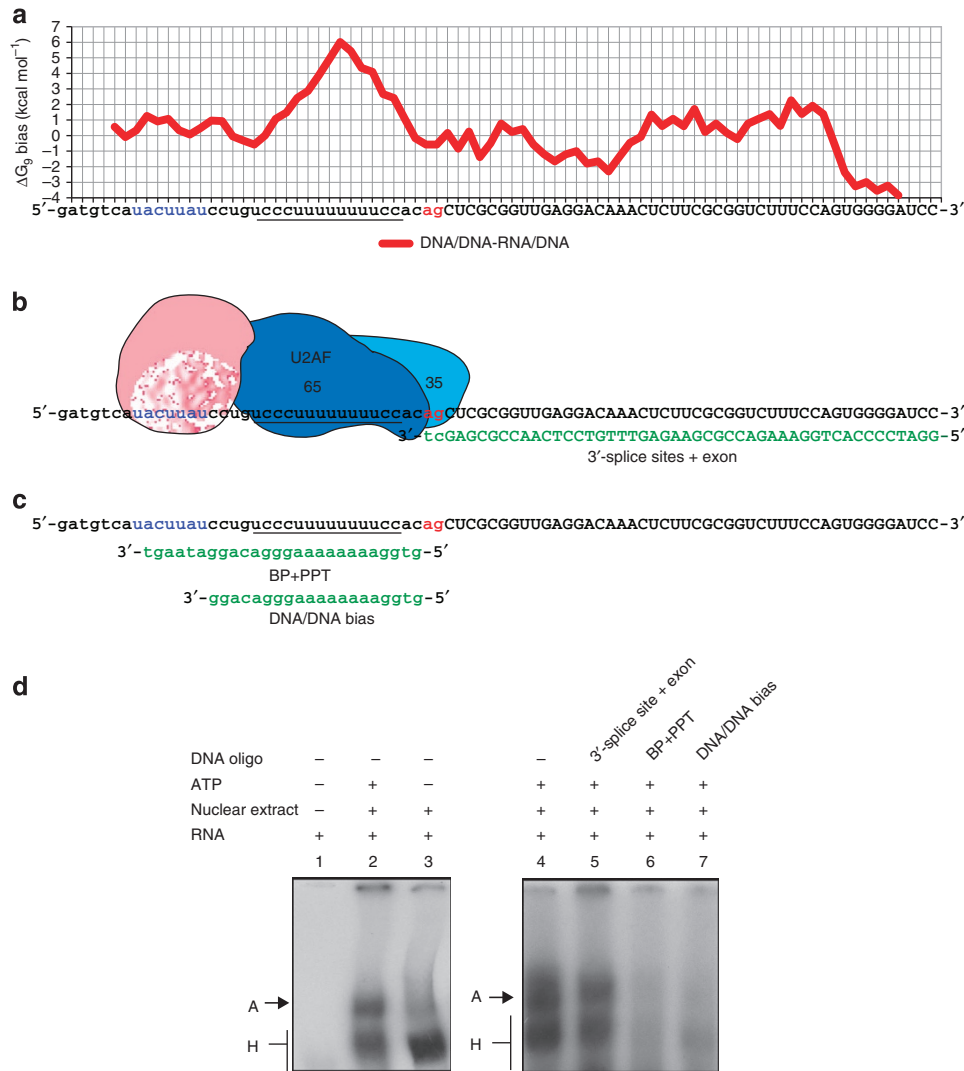 a
ΔG9 bias (kcal mol−1)
7
6
5
4
3
2
1
0
−1
−2
−3
−4
5′-gatgtcauacuuauccugucccuuuuuuuuccacagCUCGCGGUUGAGGACAAACUCUUCGCGGUCUUUCCAGUGGGGAUCC-3′
DNA/DNA-RNA/DNA
b
U2AF
65
35
5′-gatgtcauacuuauccugucccuuuuuuuuccacagCUCGCGGUUGAGGACAAACUCUUCGCGGUCUUUCCAGUGGGGAUCC-3′
3′-tcGAGCGCCAACTCCTGTTTGAGAAGCGCCAGAAAGGTCACCCCTAGG-5′
3′-splice sites + exon
c
5′-gatgtcauacuuauccugucccuuuuuuuuccacagCUCGCGGUUGAGGACAAACUCUUCGCGGUCUUUCCAGUGGGGAUCC-3′
3′-tgaataggacagggaaaaaaaaggtg-5′
BP+PPT
3′-ggacagggaaaaaaaaggtg-5′
DNA/DNA bias
d
3′-splice site + exon
BP+PPT
DNA/DNA bias
DNA oligo – – – –
ATP – + – + + + +
Nuclear extract – + + + + + +
RNA + + + + + + +
1 2 3 4 5 6 7
A A
H H